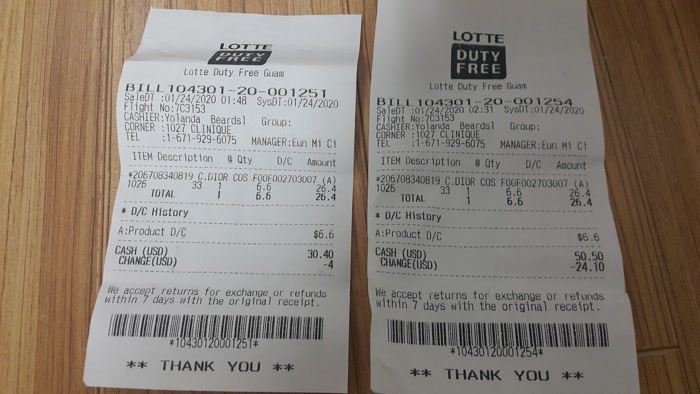 LOTTE
DUTY FREE
Lotte Duty Free Guam
BILL104301-20-001251
SaleDT :01/24/2020 01:48 SysDT:01/24/2020
Flight No:7C3153
CASHIER:Yolanda Beardsl Group:
CORNER :1027 CLINIQUE
TEL :1-671-929-6075 MANAGER:Eun Mi Ci
ITEM Description @ Qty D/C Amount
*206708340819 C.DIOR COS F00F002703007 (A)
1026 33 1 6.6 26.4
TOTAL 1 6.6 26.4
* D/C History
A:Product D/C $6.6
CASH (USD) 30.40
CHANGE(USD) -4
We accept returns for exchange or refunds
within 7 days with the original receipt.
*10430120001251*
** THANK YOU **
LOTTE
DUTY
FREE
Lotte Duty Free Guam
BILL104301-20-001254
SaleDT :01/24/2020 02:31 SysDT:01/24/2020
Flight No:7C3153
CASHIER:Yolanda Beardsl Group:
CORNER :1027 CLINIQUE
TEL :1-671-929-6075 MANAGER:Eun Mi Ci
ITEM Description @ Qty D/C Amount
*206708340819 C.DIOR COS F00F002703007 (A)
1026 33 1 6.6 26.4
TOTAL 1 6.6 26.4
* D/C History
A:Product D/C $6.6
CASH (USD) 50.50
CHANGE(USD) -24.10
We accept returns for exchange or refunds
within 7 days with the original receipt.
*10430120001254*
** THANK YOU **